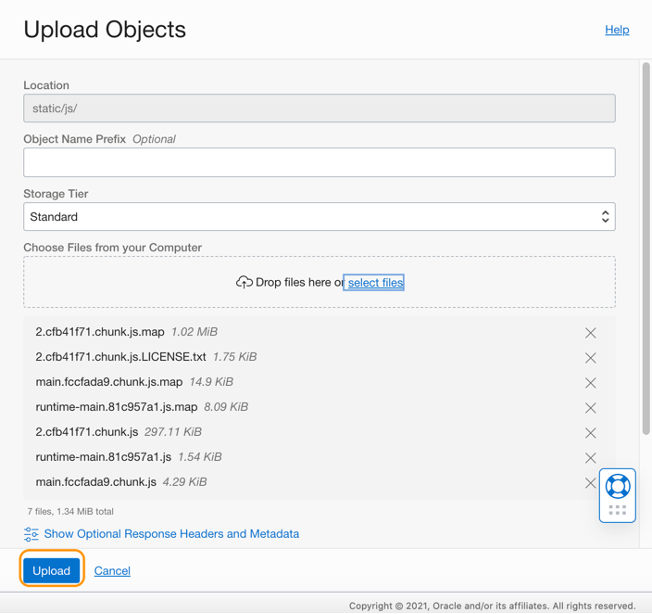 Upload Objects
Help
Location
static/js/
Object Name Prefix Optional
Storage Tier
Standard
Choose Files from your Computer
Drop files here or select files
2.cfb41f71.chunk.js.map 1.02 MiB
2.cfb41f71.chunk.js.LICENSE.txt 1.75 KiB
main.fccfada9.chunk.js.map 14.9 KiB
runtime-main.81c957a1.js.map 8.09 KiB
2.cfb41f71.chunk.js 297.11 KiB
runtime-main.81c957a1.js 1.54 KiB
main.fccfada9.chunk.js 4.29 KiB
7 files, 1.34 MiB total
Show Optional Response Headers and Metadata
Upload Cancel
Copyright © 2021, Oracle and/or its affiliates. All rights reserved.